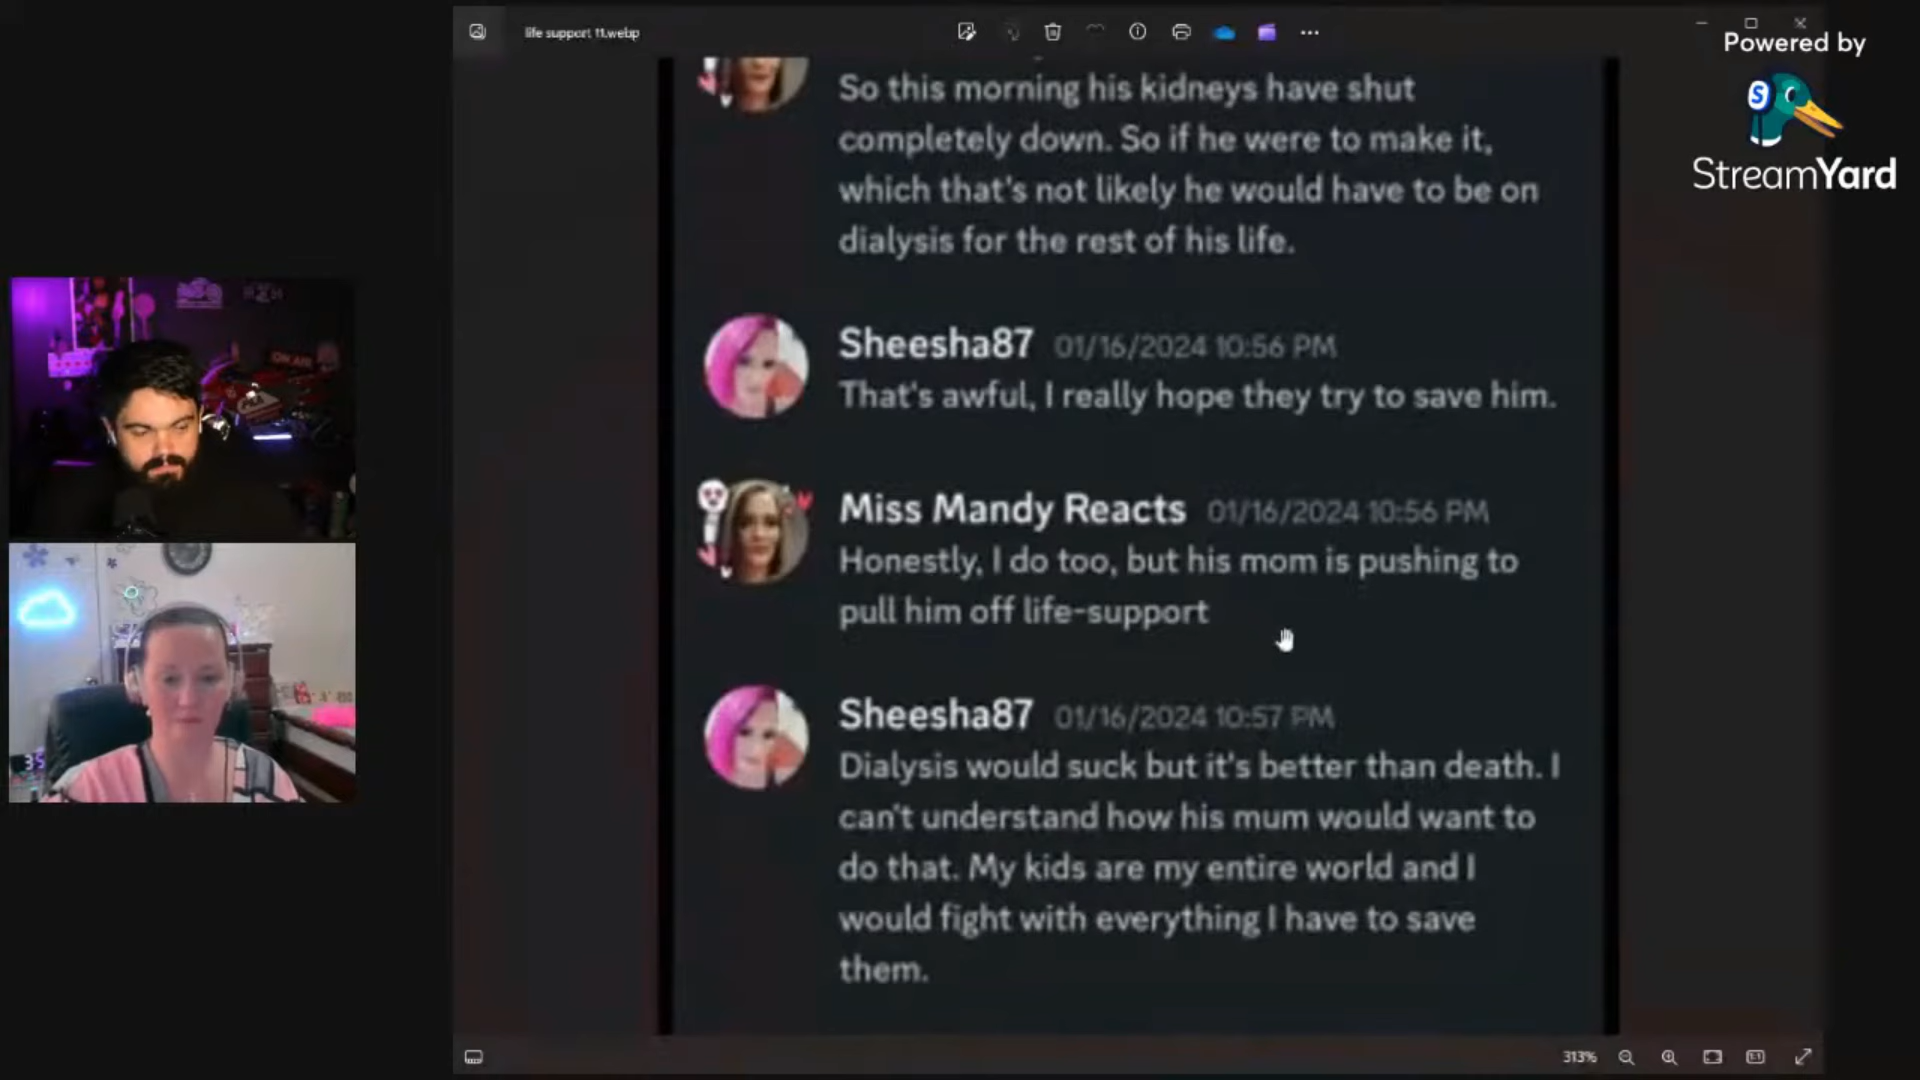 life support 11.webp
Powered by
StreamYard
So this morning his kidneys have shut
completely down. So if he were to make it,
which that's not likely he would have to be on
dialysis for the rest of his life.
Sheesha87 01/16/2024 10:56 PM
That's awful, I really hope they try to save him.
Miss Mandy Reacts 01/16/2024 10:56 PM
Honestly, I do too, but his mom is pushing to
pull him off life-support
Sheesha87 01/16/2024 10:57 PM
Dialysis would suck but it's better than death. I
can't understand how his mum would want to
do that. My kids are my entire world and I
would fight with everything I have to save
them.
ON AIR
313%